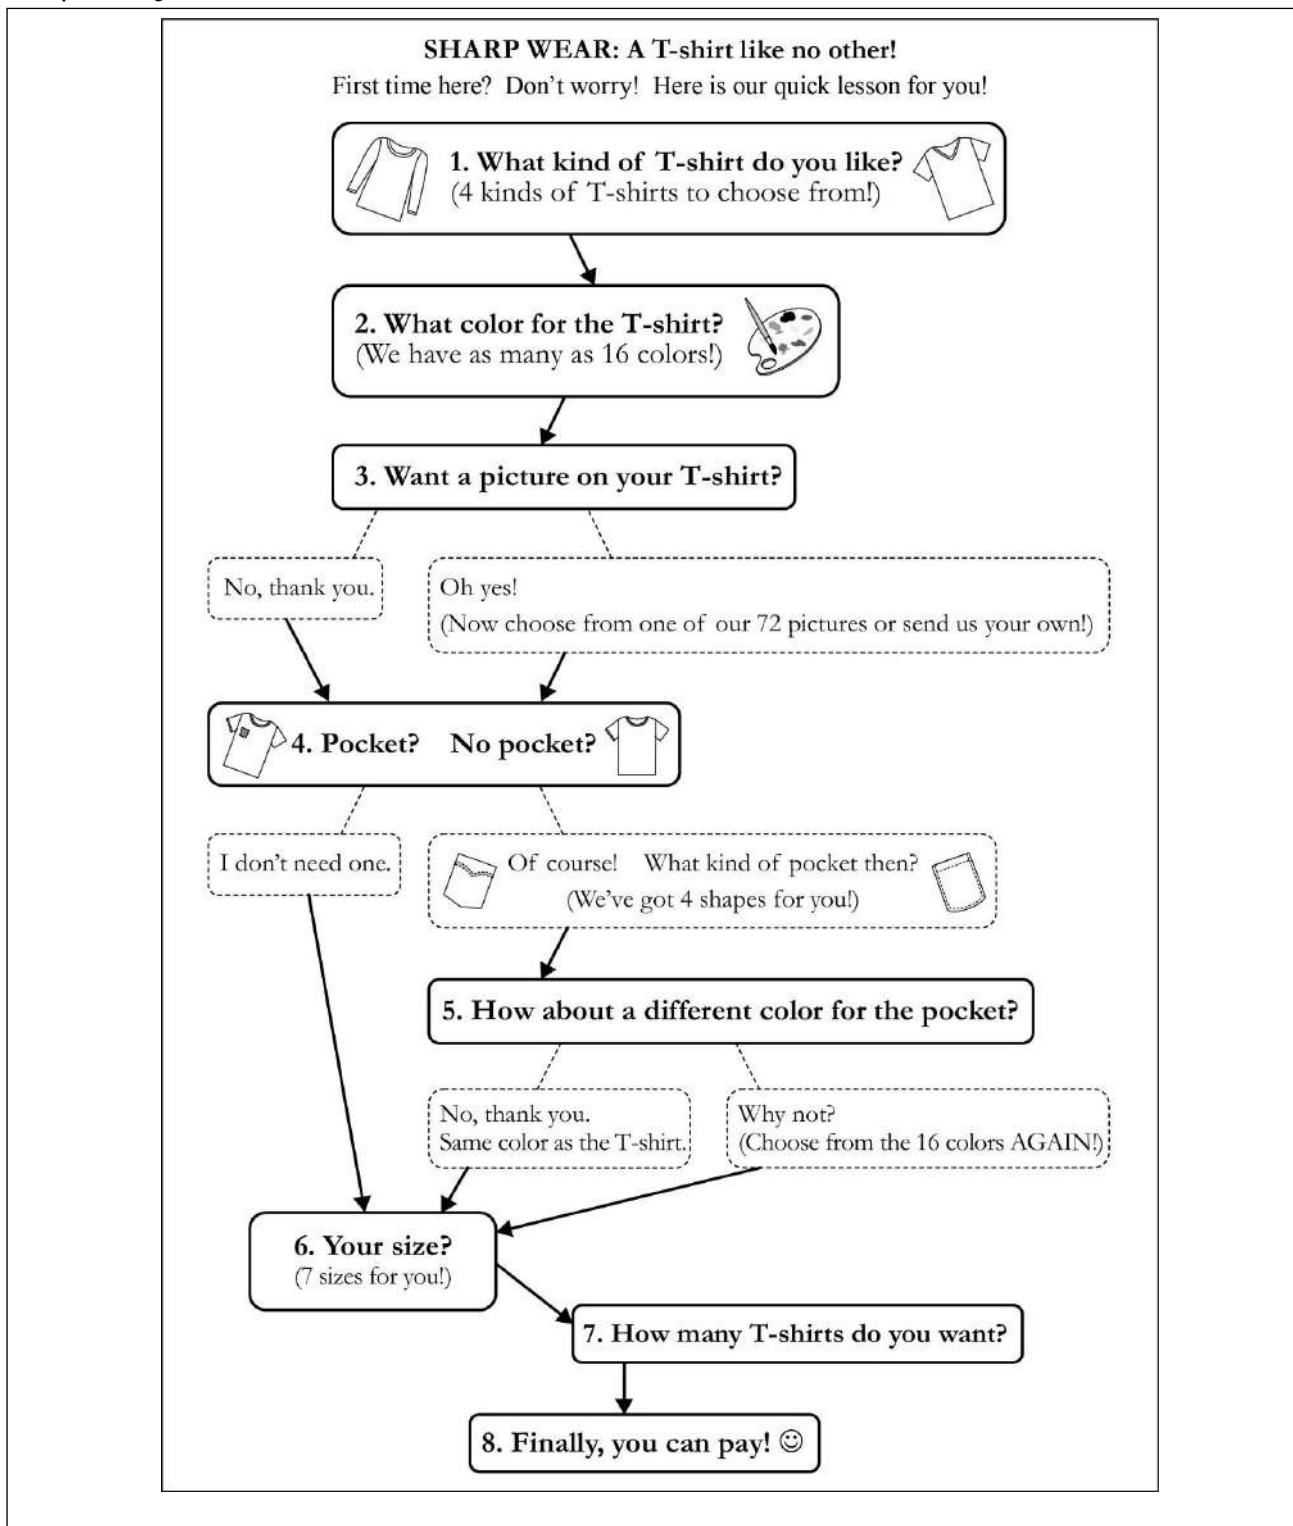 SHARP WEAR: A T-shirt like no other!
First time here? Don't worry! Here is our quick lesson for you!
1. What kind of T-shirt do you like?
(4 kinds of T-shirts to choose from!)
2. What color for the T-shirt?
(We have as many as 16 colors!)
3. Want a picture on your T-shirt?
No, thank you.
Oh yes!
(Now choose from one of our 72 pictures or send us your own!)
4. Pocket? No pocket?
I don't need one.
Of course! What kind of pocket then?
(We've got 4 shapes for you!)
5. How about a different color for the pocket?
No, thank you.
Same color as the T-shirt.
Why not?
(Choose from the 16 colors AGAIN!)
6. Your size?
(7 sizes for you!)
7. How many T-shirts do you want?
8. Finally, you can pay! ☺